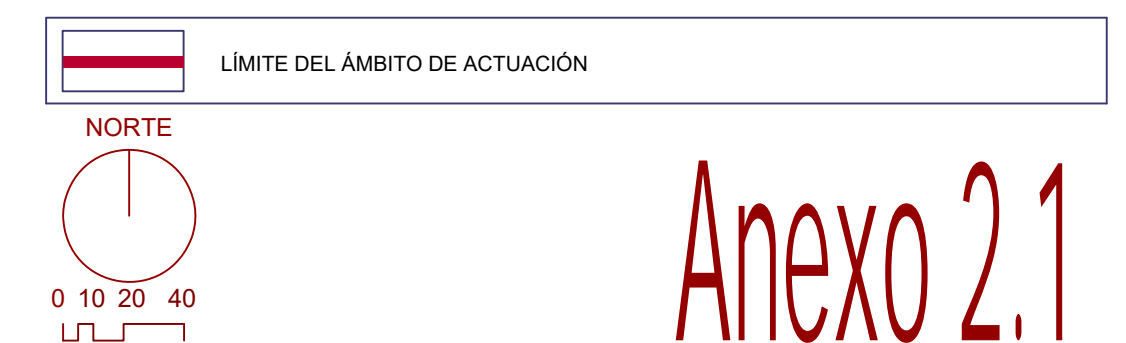 LÍMITE DEL ÁMBITO DE ACTUACIÓN
NORTE
0 10 20 40
Anexo 2.1